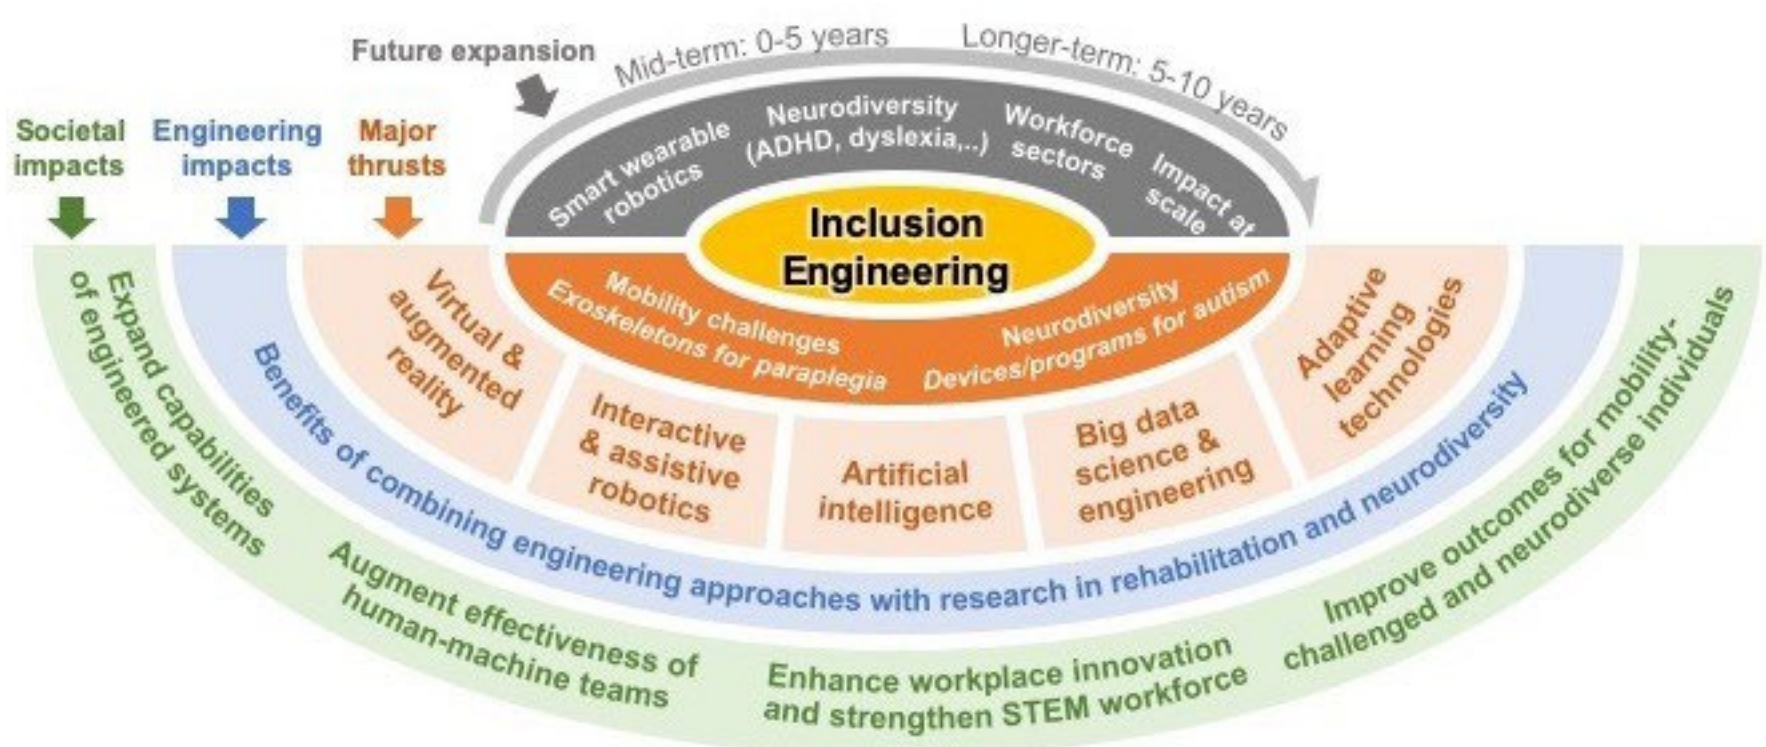 Future expansion
Mid-term: 0-5 years
Longer-term: 5-10 years
Societal
impacts
Engineering
impacts
Major
thrusts
Smart wearable
robotics
Neurodiversity
(ADHD, dyslexia,..)
Workforce
sectors
Impact at
scale
Inclusion
Engineering
Mobility challenges
Exoskeletons for paraplegia
Neurodiversity
Devices/programs for autism
Virtual &
augmented
reality
Interactive
& assistive
robotics
Artificial
intelligence
Big data
science &
engineering
Adaptive
learning
technologies
Benefits of combining engineering approaches with research in rehabilitation and neurodiversity
Expand capabilities
of engineered systems
Augment effectiveness of
human-machine teams
Enhance workplace innovation
and strengthen STEM workforce
Improve outcomes for mobility-
challenged and neurodiverse individuals